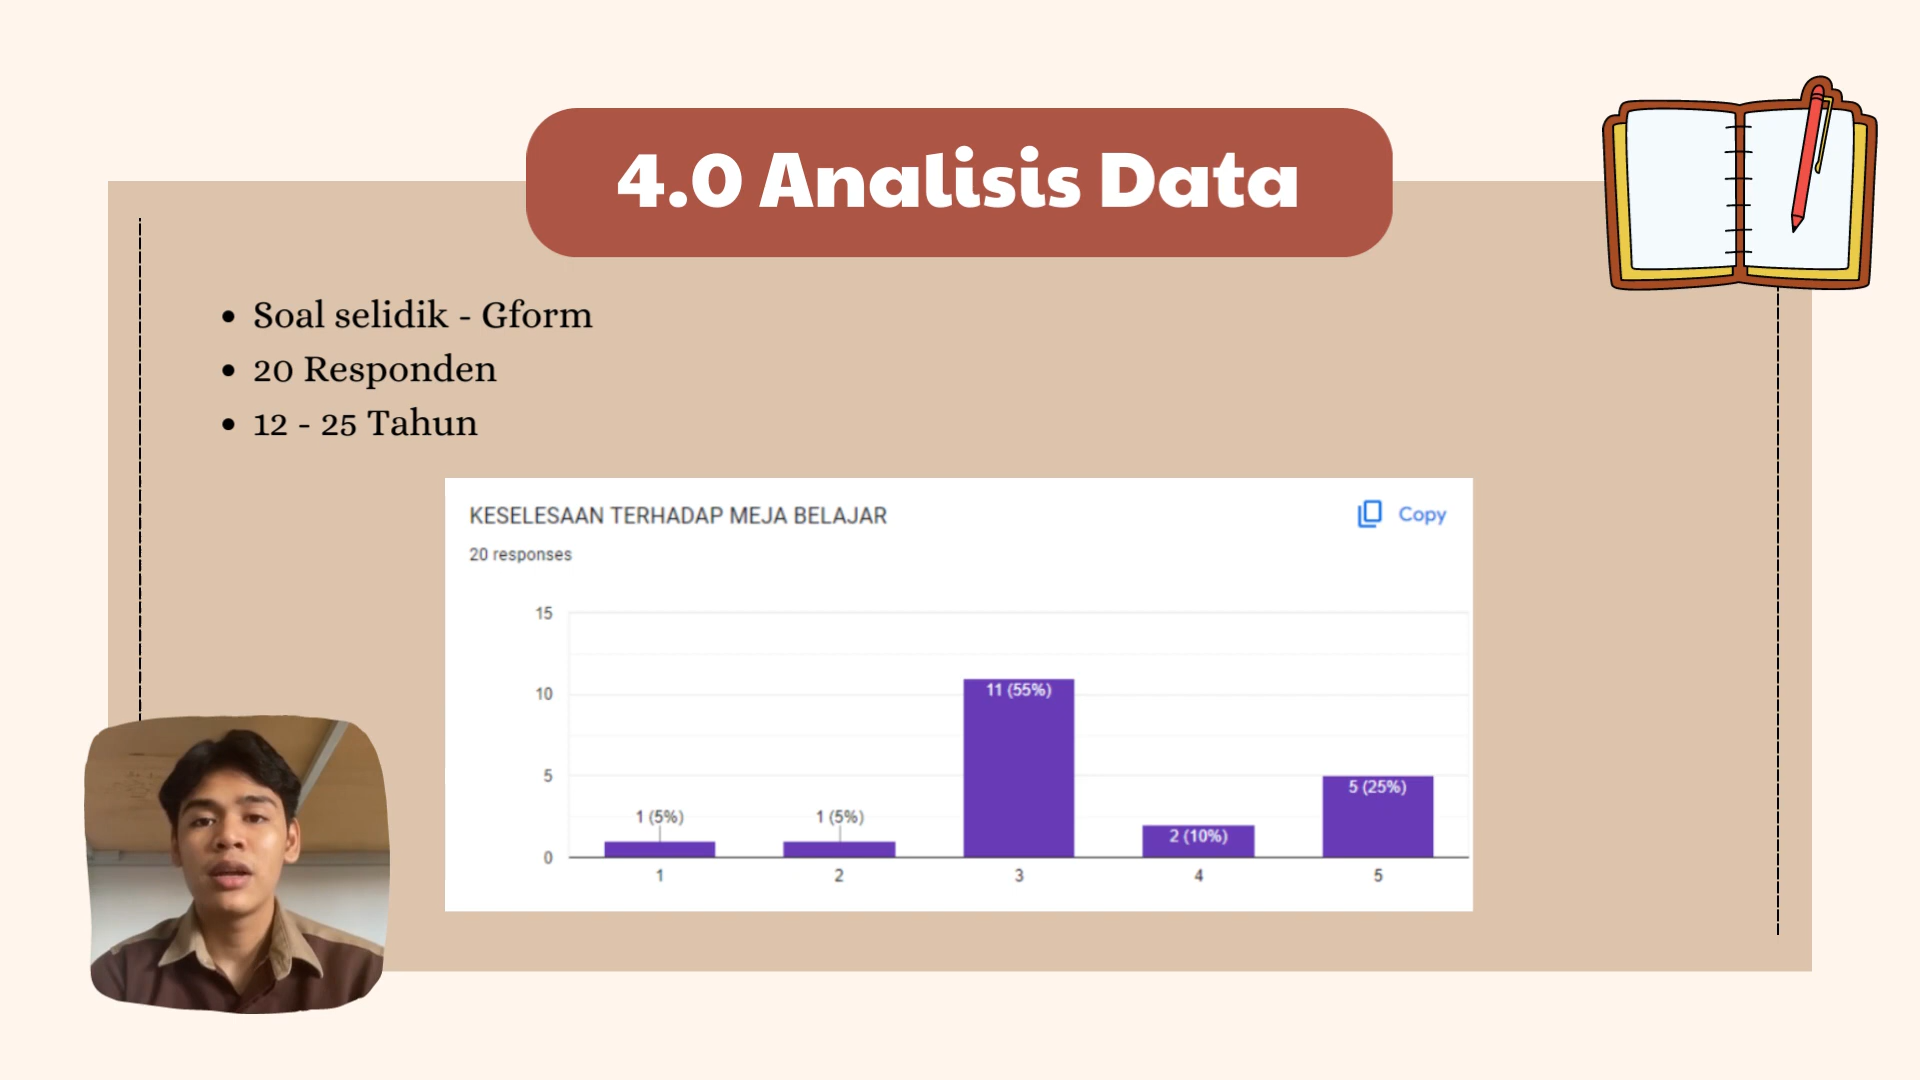 4.0 Analisis Data
Soal selidik - Gform
20 Responden
12 - 25 Tahun
KESELESAAN TERHADAP MEJA BELAJAR
Copy
20 responses
15
10
5
0
1 (5%)
1 (5%)
11 (55%)
2 (10%)
5 (25%)
1
2
3
4
5